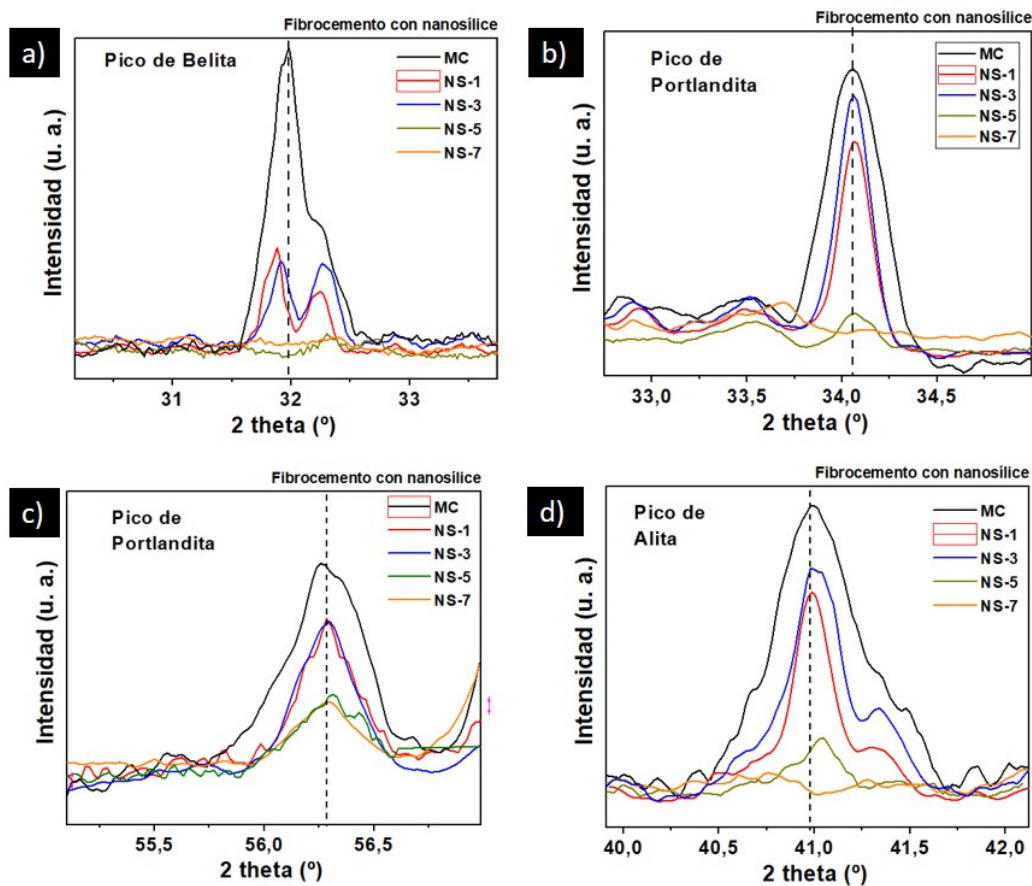 Fibrocemento con nanosílice
a)
Pico de Belita
MC
NS-1
NS-3
NS-5
NS-7
Intensidad (u. a.)
31
32
33
2 theta (º)
Fibrocemento con nanosílice
b)
Pico de
Portlandita
MC
NS-1
NS-3
NS-5
NS-7
Intensidad (u. a.)
33,0
33,5
34,0
34,5
2 theta (º)
Fibrocemento con nanosílice
c)
Pico de
Portlandita
MC
NS-1
NS-3
NS-5
NS-7
Intensidad (u. a.)
55,5
56,0
56,5
2 theta (º)
Fibrocemento con nanosílice
d)
Pico de
Alita
MC
NS-1
NS-3
NS-5
NS-7
Intensidad (u. a.)
40,0
40,5
41,0
41,5
42,0
2 theta (º)